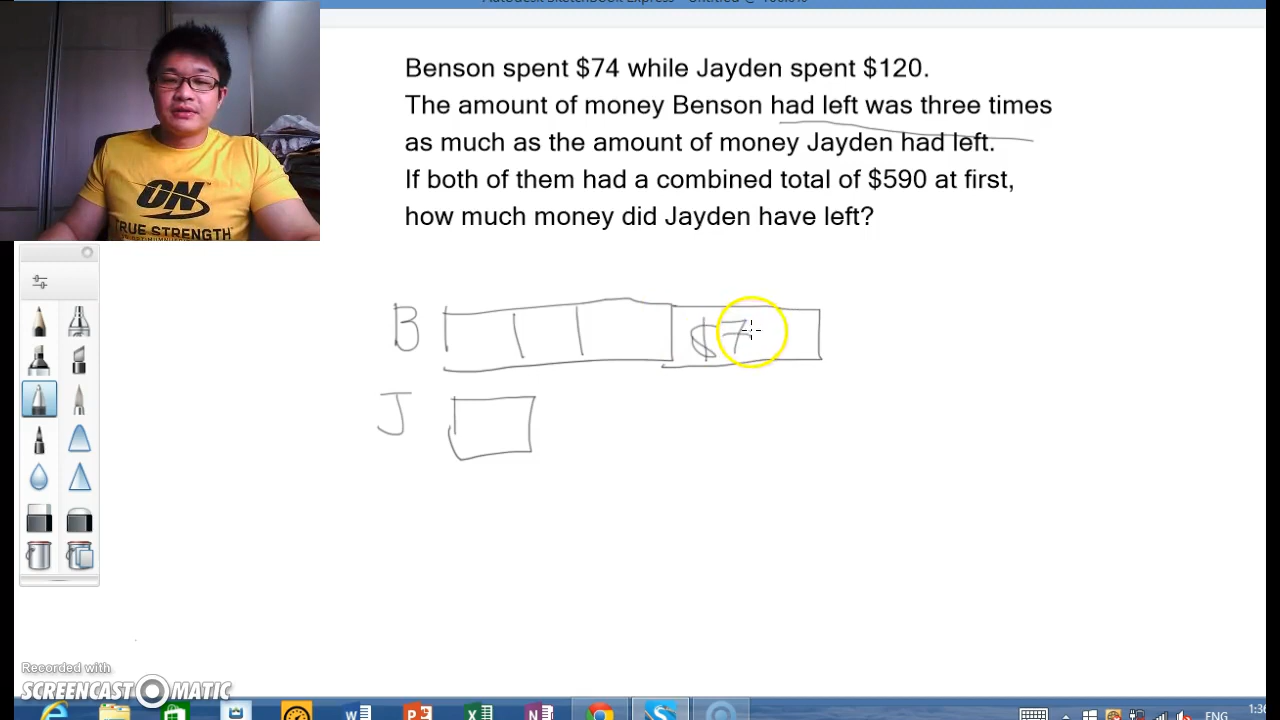 Benson spent $74 while Jayden spent $120.
The amount of money Benson had left was three times
as much as the amount of money Jayden had left.
If both of them had a combined total of $590 at first,
how much money did Jayden have left?
ON
TRUE STRENGTH
B
$7
J
Recorded with
SCREENCAST MATIC
ENG